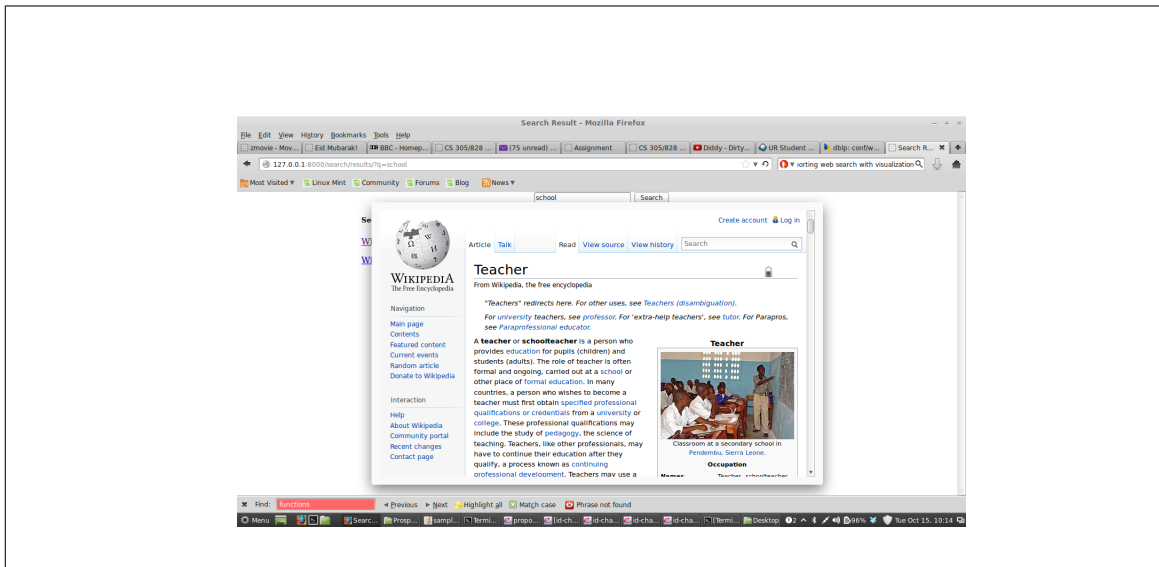 Search Result - Mozilla Firefox
File Edit View History Bookmarks Tools Help
zmovie - Mov... Eid Mubarak! BBC - Homep... CS 305/828 ... (75 unread) ... Assignment CS 305/828 ... Diddy - Dirty... UR Student ... dblp: conf/w... Search R...
127.0.0.1:8000/search/results/?q=school orting web search with visualization
Most Visited Linux Mint Community Forums Blog News
school Search
Se
Wi
Wi
WIKIPEDIA
The Free Encyclopedia
Navigation
Main page
Contents
Featured content
Current events
Random article
Donate to Wikipedia
Interaction
Help
About Wikipedia
Community portal
Recent changes
Contact page
Create account Log in
Article Talk Read View source View history Search
Teacher
From Wikipedia, the free encyclopedia
"Teachers" redirects here. For other uses, see Teachers (disambiguation).
For university teachers, see professor. For 'extra-help teachers', see tutor. For Parapros,
see Paraprofessional educator.
A teacher or schoolteacher is a person who
provides education for pupils (children) and
students (adults). The role of teacher is often
formal and ongoing, carried out at a school or
other place of formal education. In many
countries, a person who wishes to become a
teacher must first obtain specified professional
qualifications or credentials from a university or
college. These professional qualifications may
include the study of pedagogy, the science of
teaching. Teachers, like other professionals, may
have to continue their education after they
qualify, a process known as continuing
professional development. Teachers may use a
Teacher
Classroom at a secondary school in
Pendembu, Sierra Leone.
Occupation
Names Teacher, schoolteacher
Find: functions Previous Next Highlight all Match case Phrase not found
Menu Searc... Prosp... sampl... Termi... propo... [id-ch... id-cha... id-cha... id-cha... [Termi... Desktop 2 96% Tue Oct 15, 10:14